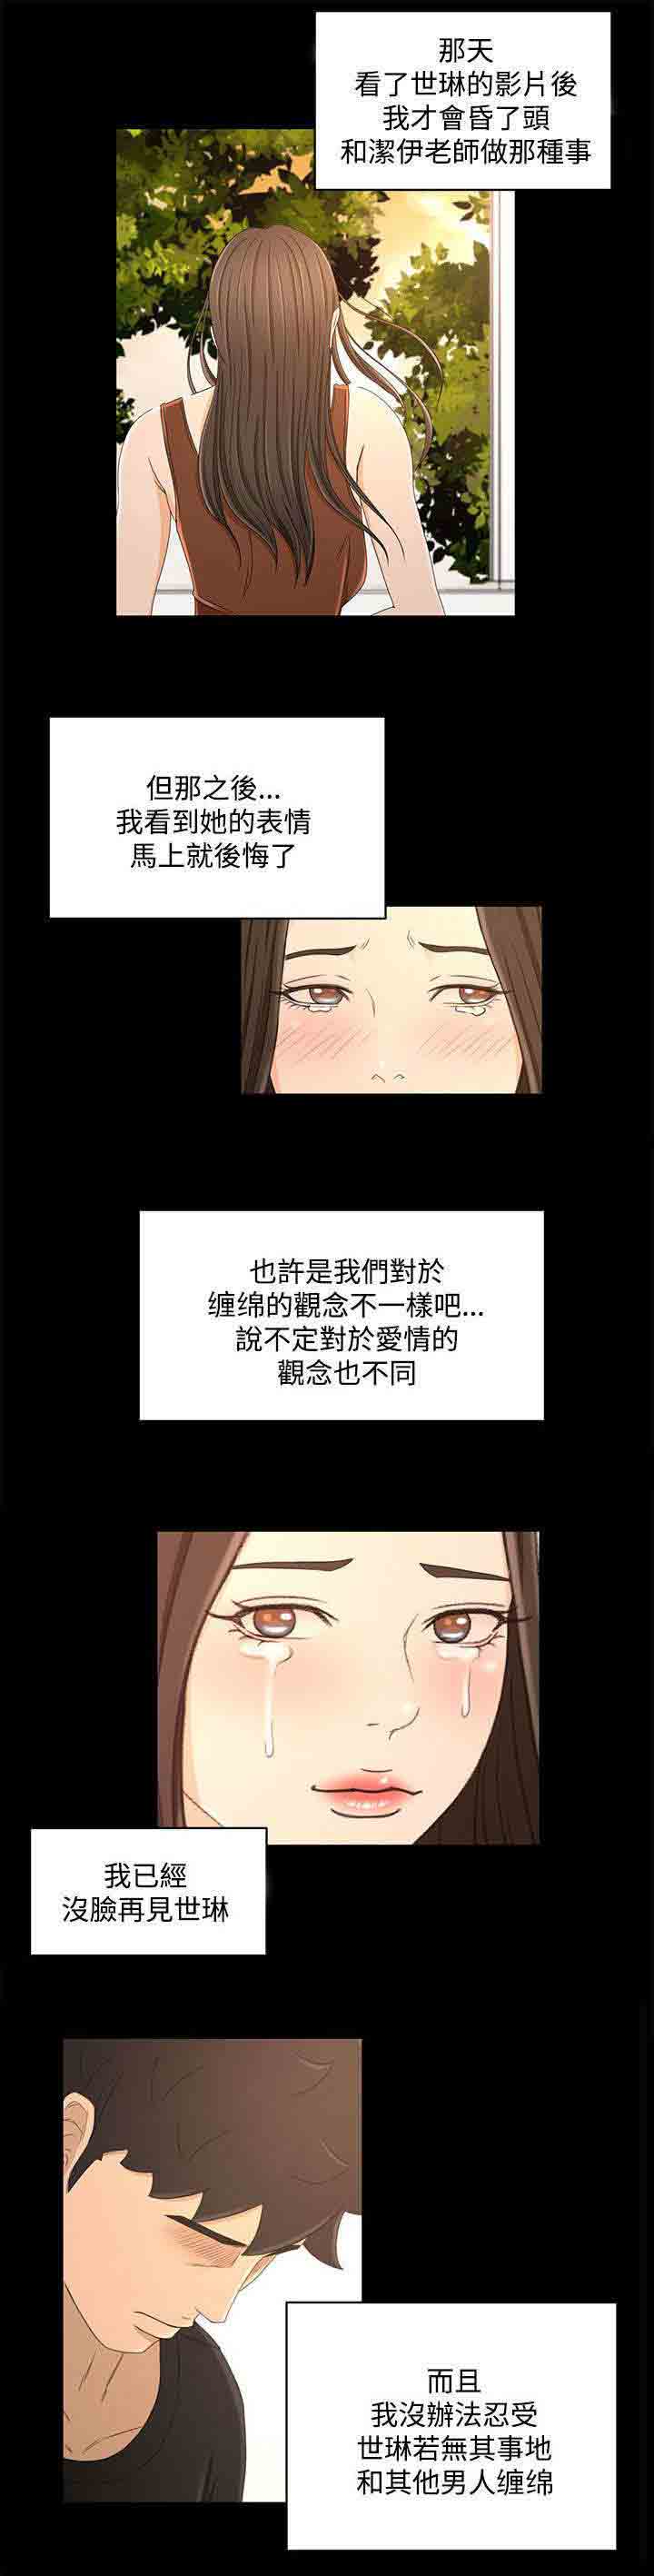 那天
看了世琳的影片後
我才會昏了頭
和潔伊老師做那種事
但那之後...
我看到她的表情
馬上就後悔了
也許是我們對於
缠绵的觀念不一樣吧...
說不定對於愛情的
觀念也不同
我已經
沒臉再見世琳
而且
我沒辦法忍受
世琳若無其事地
和其他男人缠绵